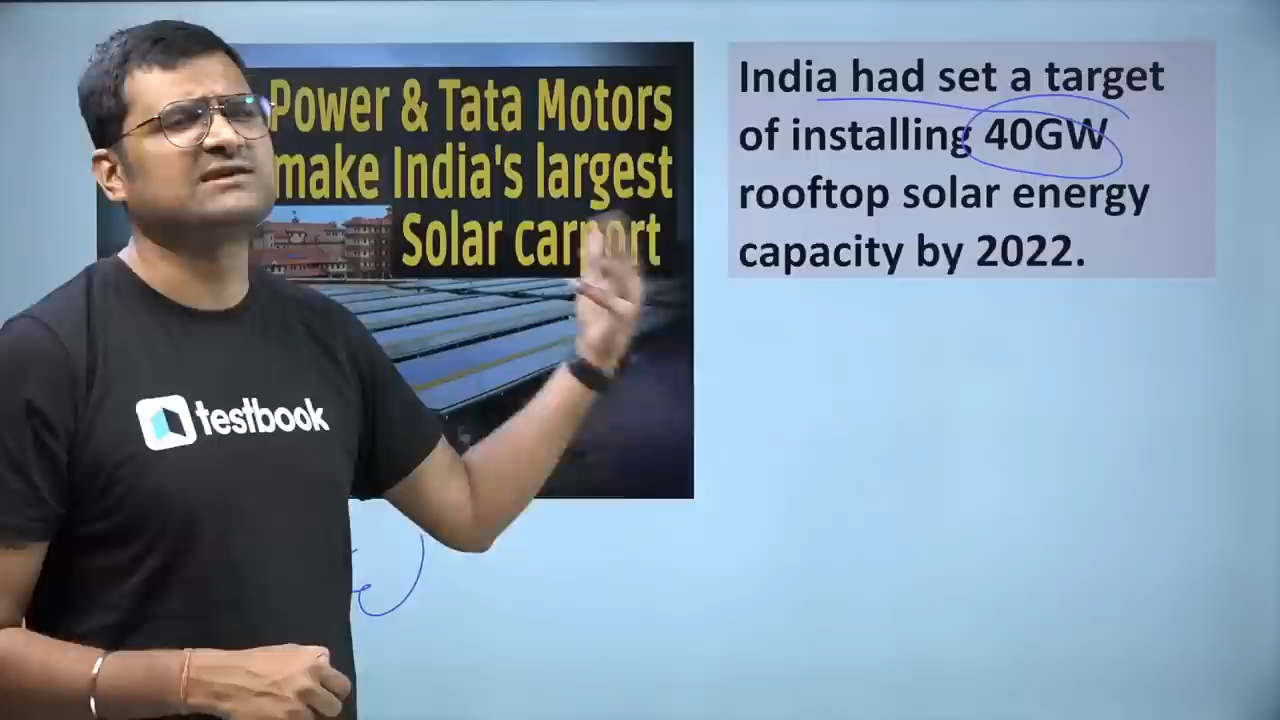 Power & Tata Motors
make India's largest
Solar carport
India had set a target
of installing 40GW
rooftop solar energy
capacity by 2022.
testbook